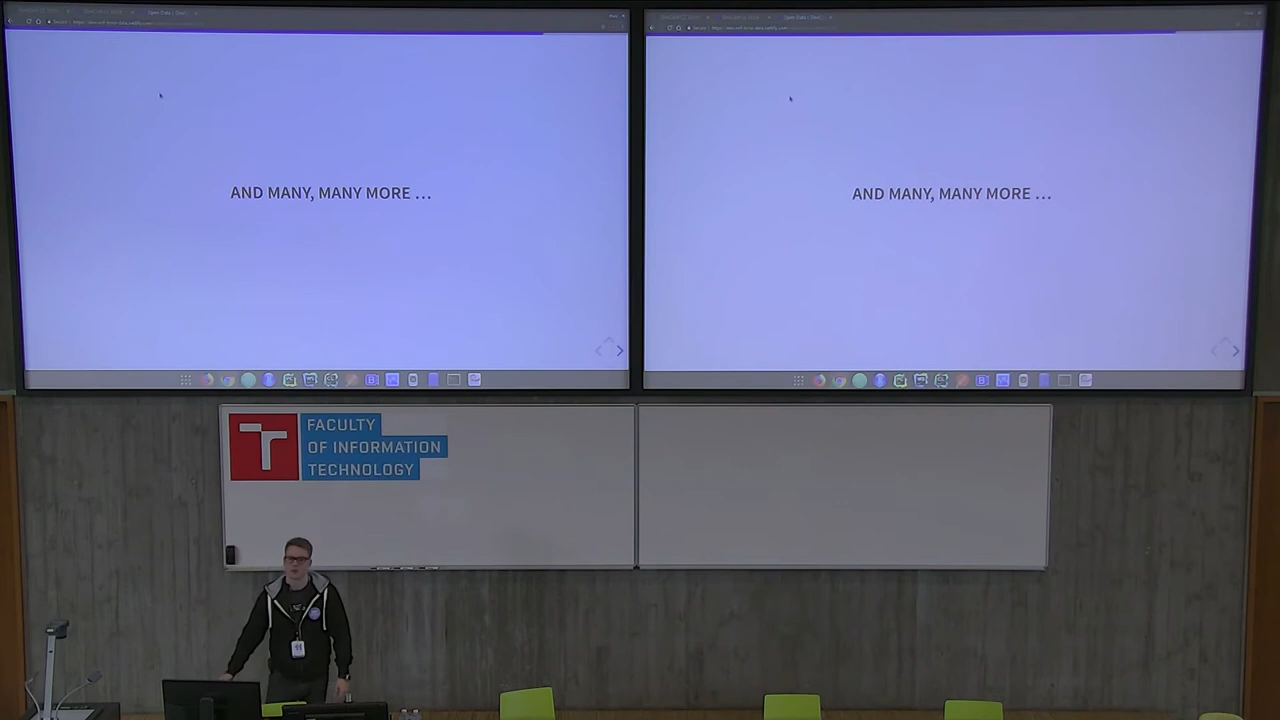 AND MANY, MANY MORE ...
AND MANY, MANY MORE ...
FACULTY
OF INFORMATION
TECHNOLOGY